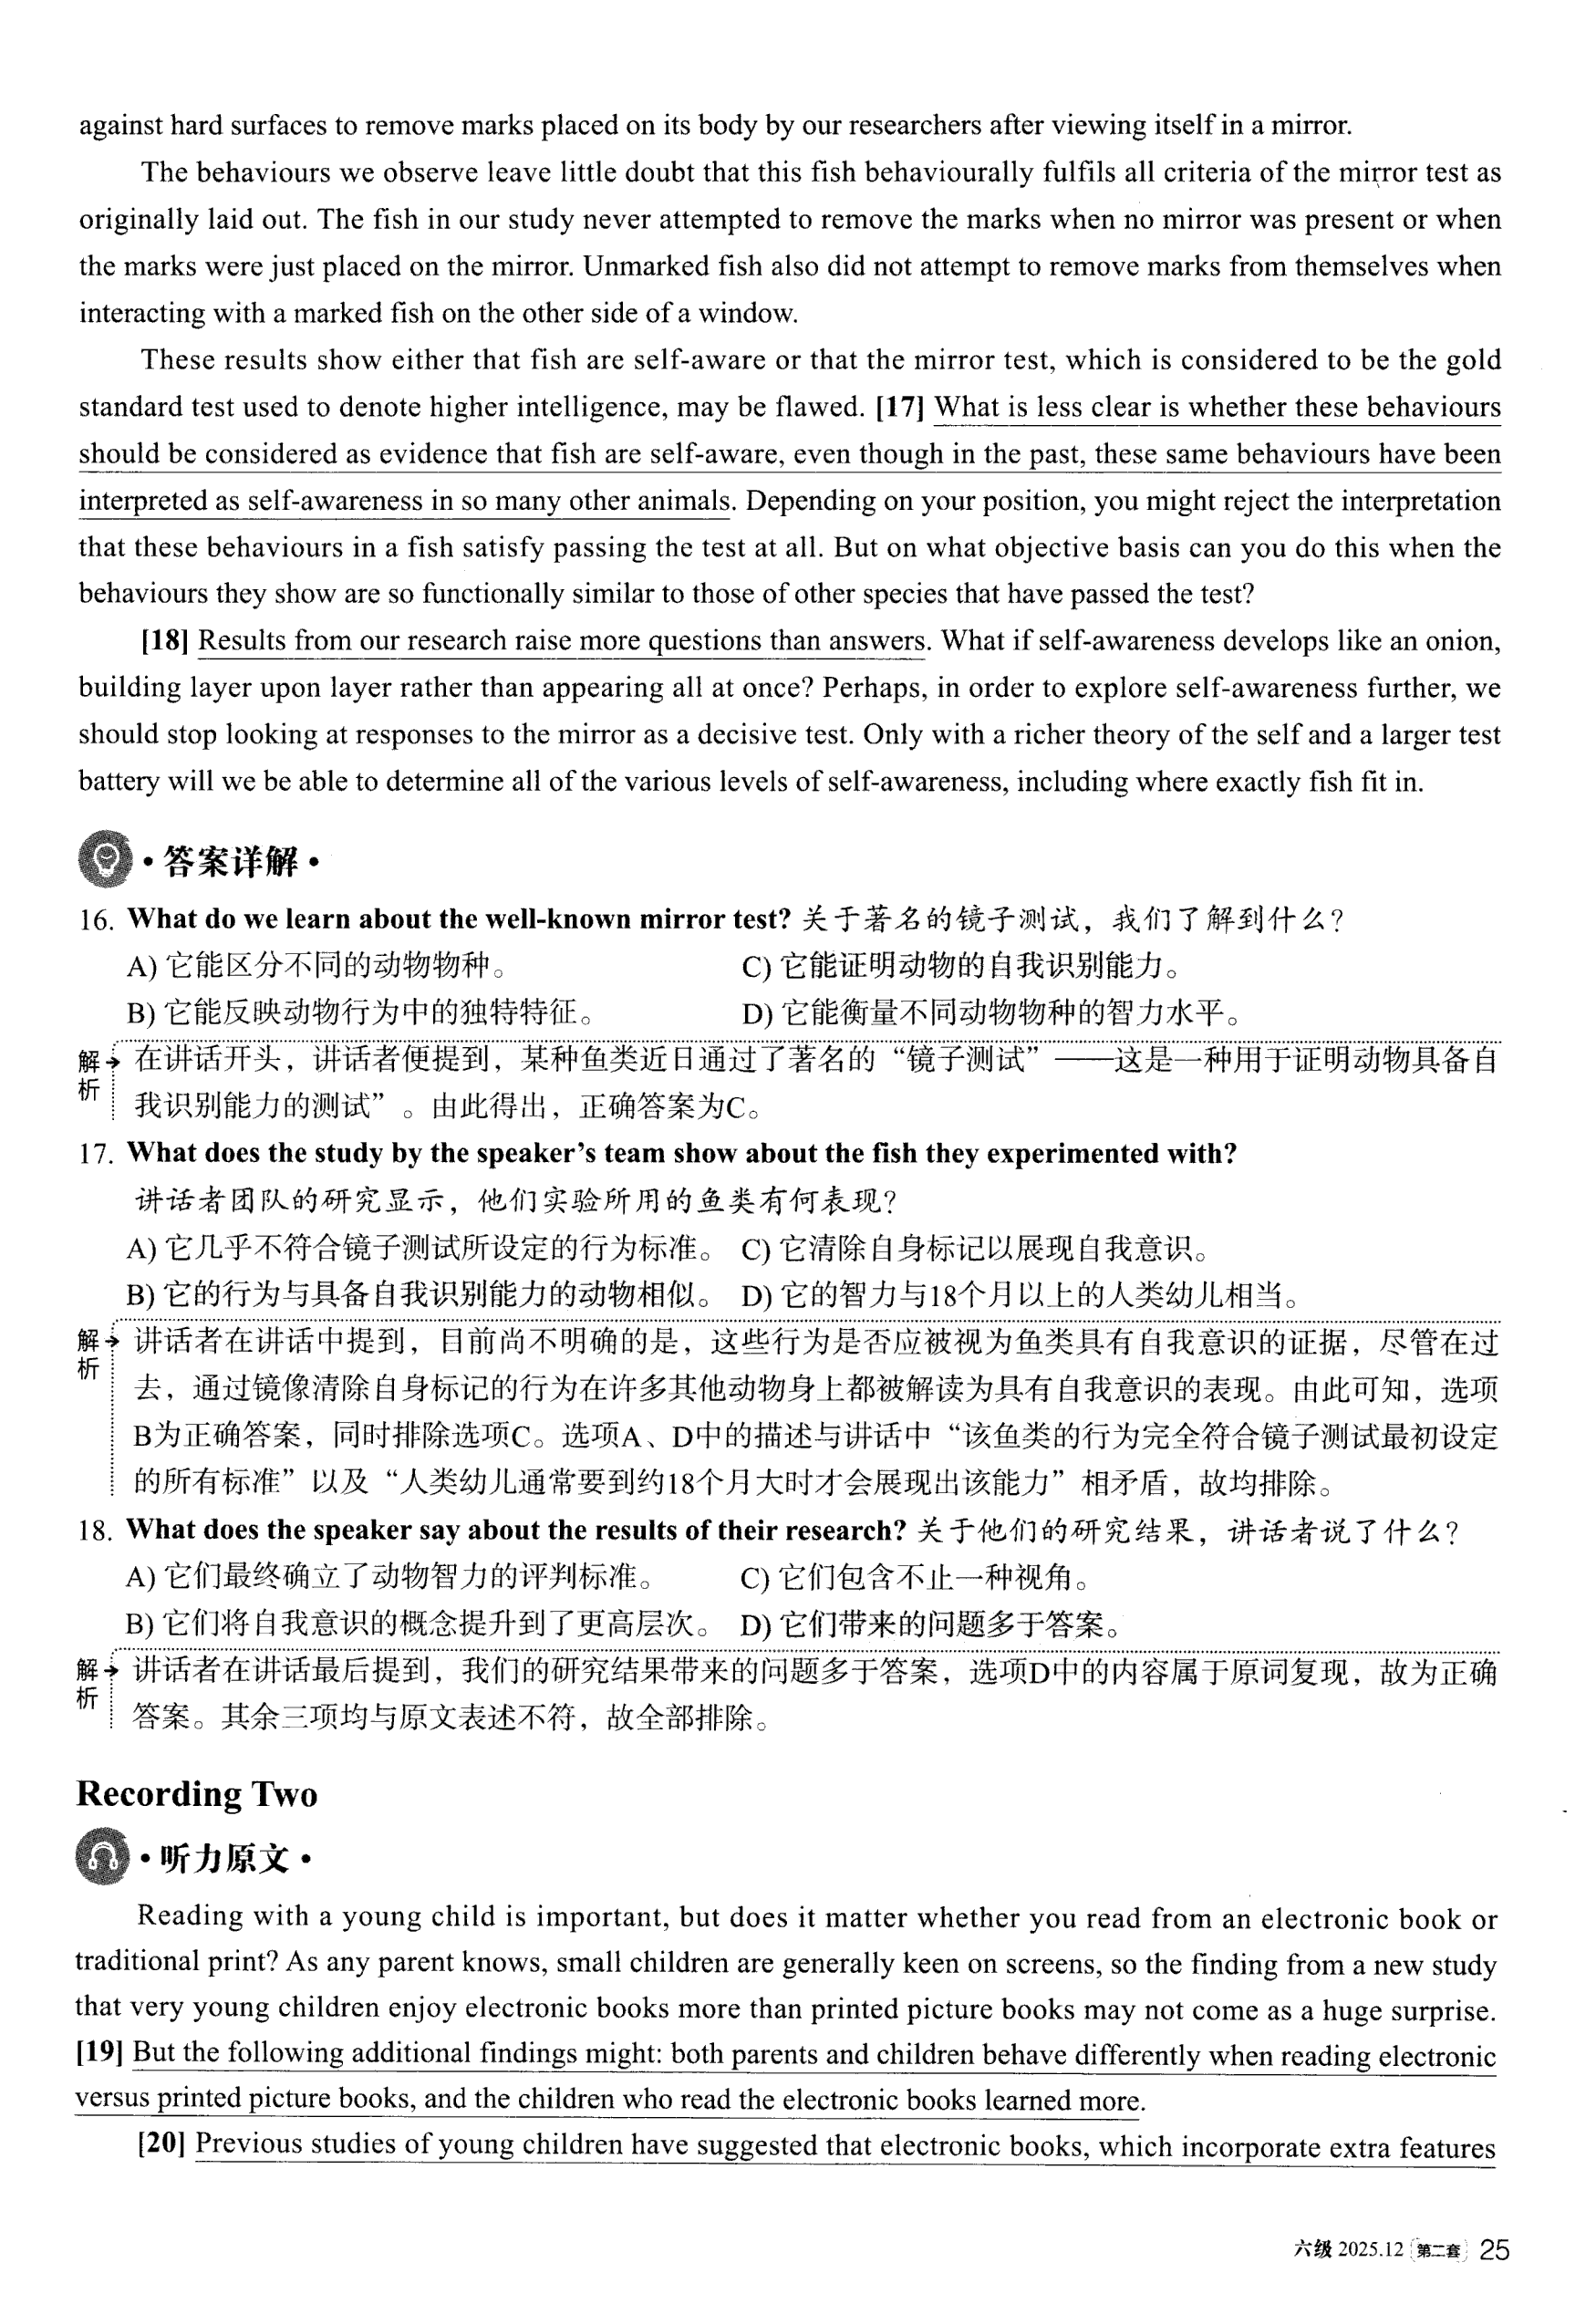 against hard surfaces to remove marks placed on its body by our researchers after viewing itself in a mirror.
The behaviours we observe leave little doubt that this fish behaviourally fulfils all criteria of the mirror test as
originally laid out. The fish in our study never attempted to remove the marks when no mirror was present or when
the marks were just placed on the mirror. Unmarked fish also did not attempt to remove marks from themselves when
interacting with a marked fish on the other side of a window.
These results show either that fish are self-aware or that the mirror test, which is considered to be the gold
standard test used to denote higher intelligence, may be flawed. [17] What is less clear is whether these behaviours
should be considered as evidence that fish are self-aware, even though in the past, these same behaviours have been
interpreted as self-awareness in so many other animals. Depending on your position, you might reject the interpretation
that these behaviours in a fish satisfy passing the test at all. But on what objective basis can you do this when the
behaviours they show are so functionally similar to those of other species that have passed the test?
[18] Results from our research raise more questions than answers. What if self-awareness develops like an onion,
building layer upon layer rather than appearing all at once? Perhaps, in order to explore self-awareness further, we
should stop looking at responses to the mirror as a decisive test. Only with a richer theory of the self and a larger test
battery will we be able to determine all of the various levels of self-awareness, including where exactly fish fit in.
·答案详解·
16. What do we learn about the well-known mirror test? 关于著名的镜子测试，我们了解到什么？
A) 它能区分不同的动物物种。 C) 它能证明动物的自我识别能力。
B) 它能反映动物行为中的独特特征。 D) 它能衡量不同动物物种的智力水平。
解析 在讲话开头，讲话者便提到，某种鱼类近日通过了著名的“镜子测试”——这是一种用于证明动物具备自
我识别能力的测试”。由此得出，正确答案为C。
17. What does the study by the speaker's team show about the fish they experimented with?
讲话者团队的研究显示，他们实验所用的鱼类有何表现？
A) 它几乎不符合镜子测试所设定的行为标准。 C) 它清除自身标记以展现自我意识。
B) 它的行为与具备自我识别能力的动物相似。 D) 它的智力与18个月以上的人类幼儿相当。
解析 讲话者在讲话中提到，目前尚不明确的是，这些行为是否应被视为鱼类具有自我意识的证据，尽管在过
去，通过镜像清除自身标记的行为在许多其他动物身上都被解读为具有自我意识的表现。由此可知，选项
B为正确答案，同时排除选项C。选项A、D中的描述与讲话中“该鱼类的行为完全符合镜子测试最初设定
的所有标准”以及“人类幼儿通常要到约18个月大时才会展现出该能力”相矛盾，故均排除。
18. What does the speaker say about the results of their research? 关于他们的研究结果，讲话者说了什么？
A) 它们最终确立了动物智力的评判标准。 C) 它们包含不止一种视角。
B) 它们将自我意识的概念提升到了更高层次。 D) 它们带来的问题多于答案。
解析 讲话者在讲话最后提到，我们的研究结果带来的问题多于答案，选项D中的内容属于原词复现，故为正确
答案。其余三项均与原文表述不符，故全部排除。
Recording Two
·听力原文·
Reading with a young child is important, but does it matter whether you read from an electronic book or
traditional print? As any parent knows, small children are generally keen on screens, so the finding from a new study
that very young children enjoy electronic books more than printed picture books may not come as a huge surprise.
[19] But the following additional findings might: both parents and children behave differently when reading electronic
versus printed picture books, and the children who read the electronic books learned more.
[20] Previous studies of young children have suggested that electronic books, which incorporate extra features
六级 2025.12 第二套 25